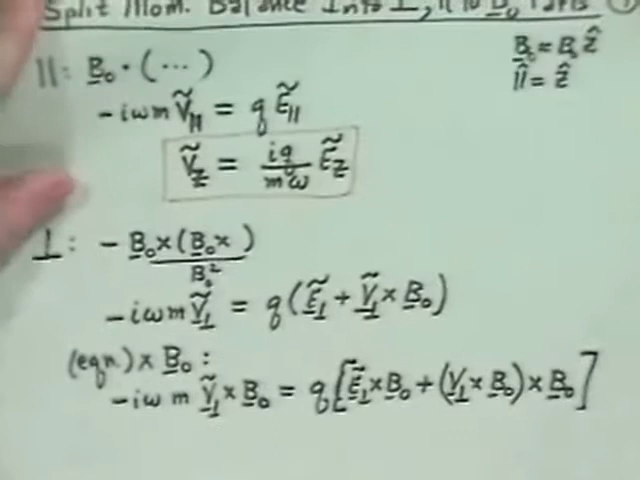 Split Mom. Balance Into ⊥, || to B₀ Parts
B₀ = B₀ ẑ
||̂ = ẑ
||: B₀ · (···)
-iωm Ṽ|| = q Ẽ||
Ṽz = iq/mω Ẽz
⊥: - B₀×(B₀× )/B₀²
-iωm Ṽ⊥ = q(Ẽ⊥ + Ṽ⊥ × B₀)
(eqn) × B₀:
-iωm Ṽ⊥ × B₀ = q[Ẽ⊥ × B₀ + (V⊥ × B₀) × B₀]